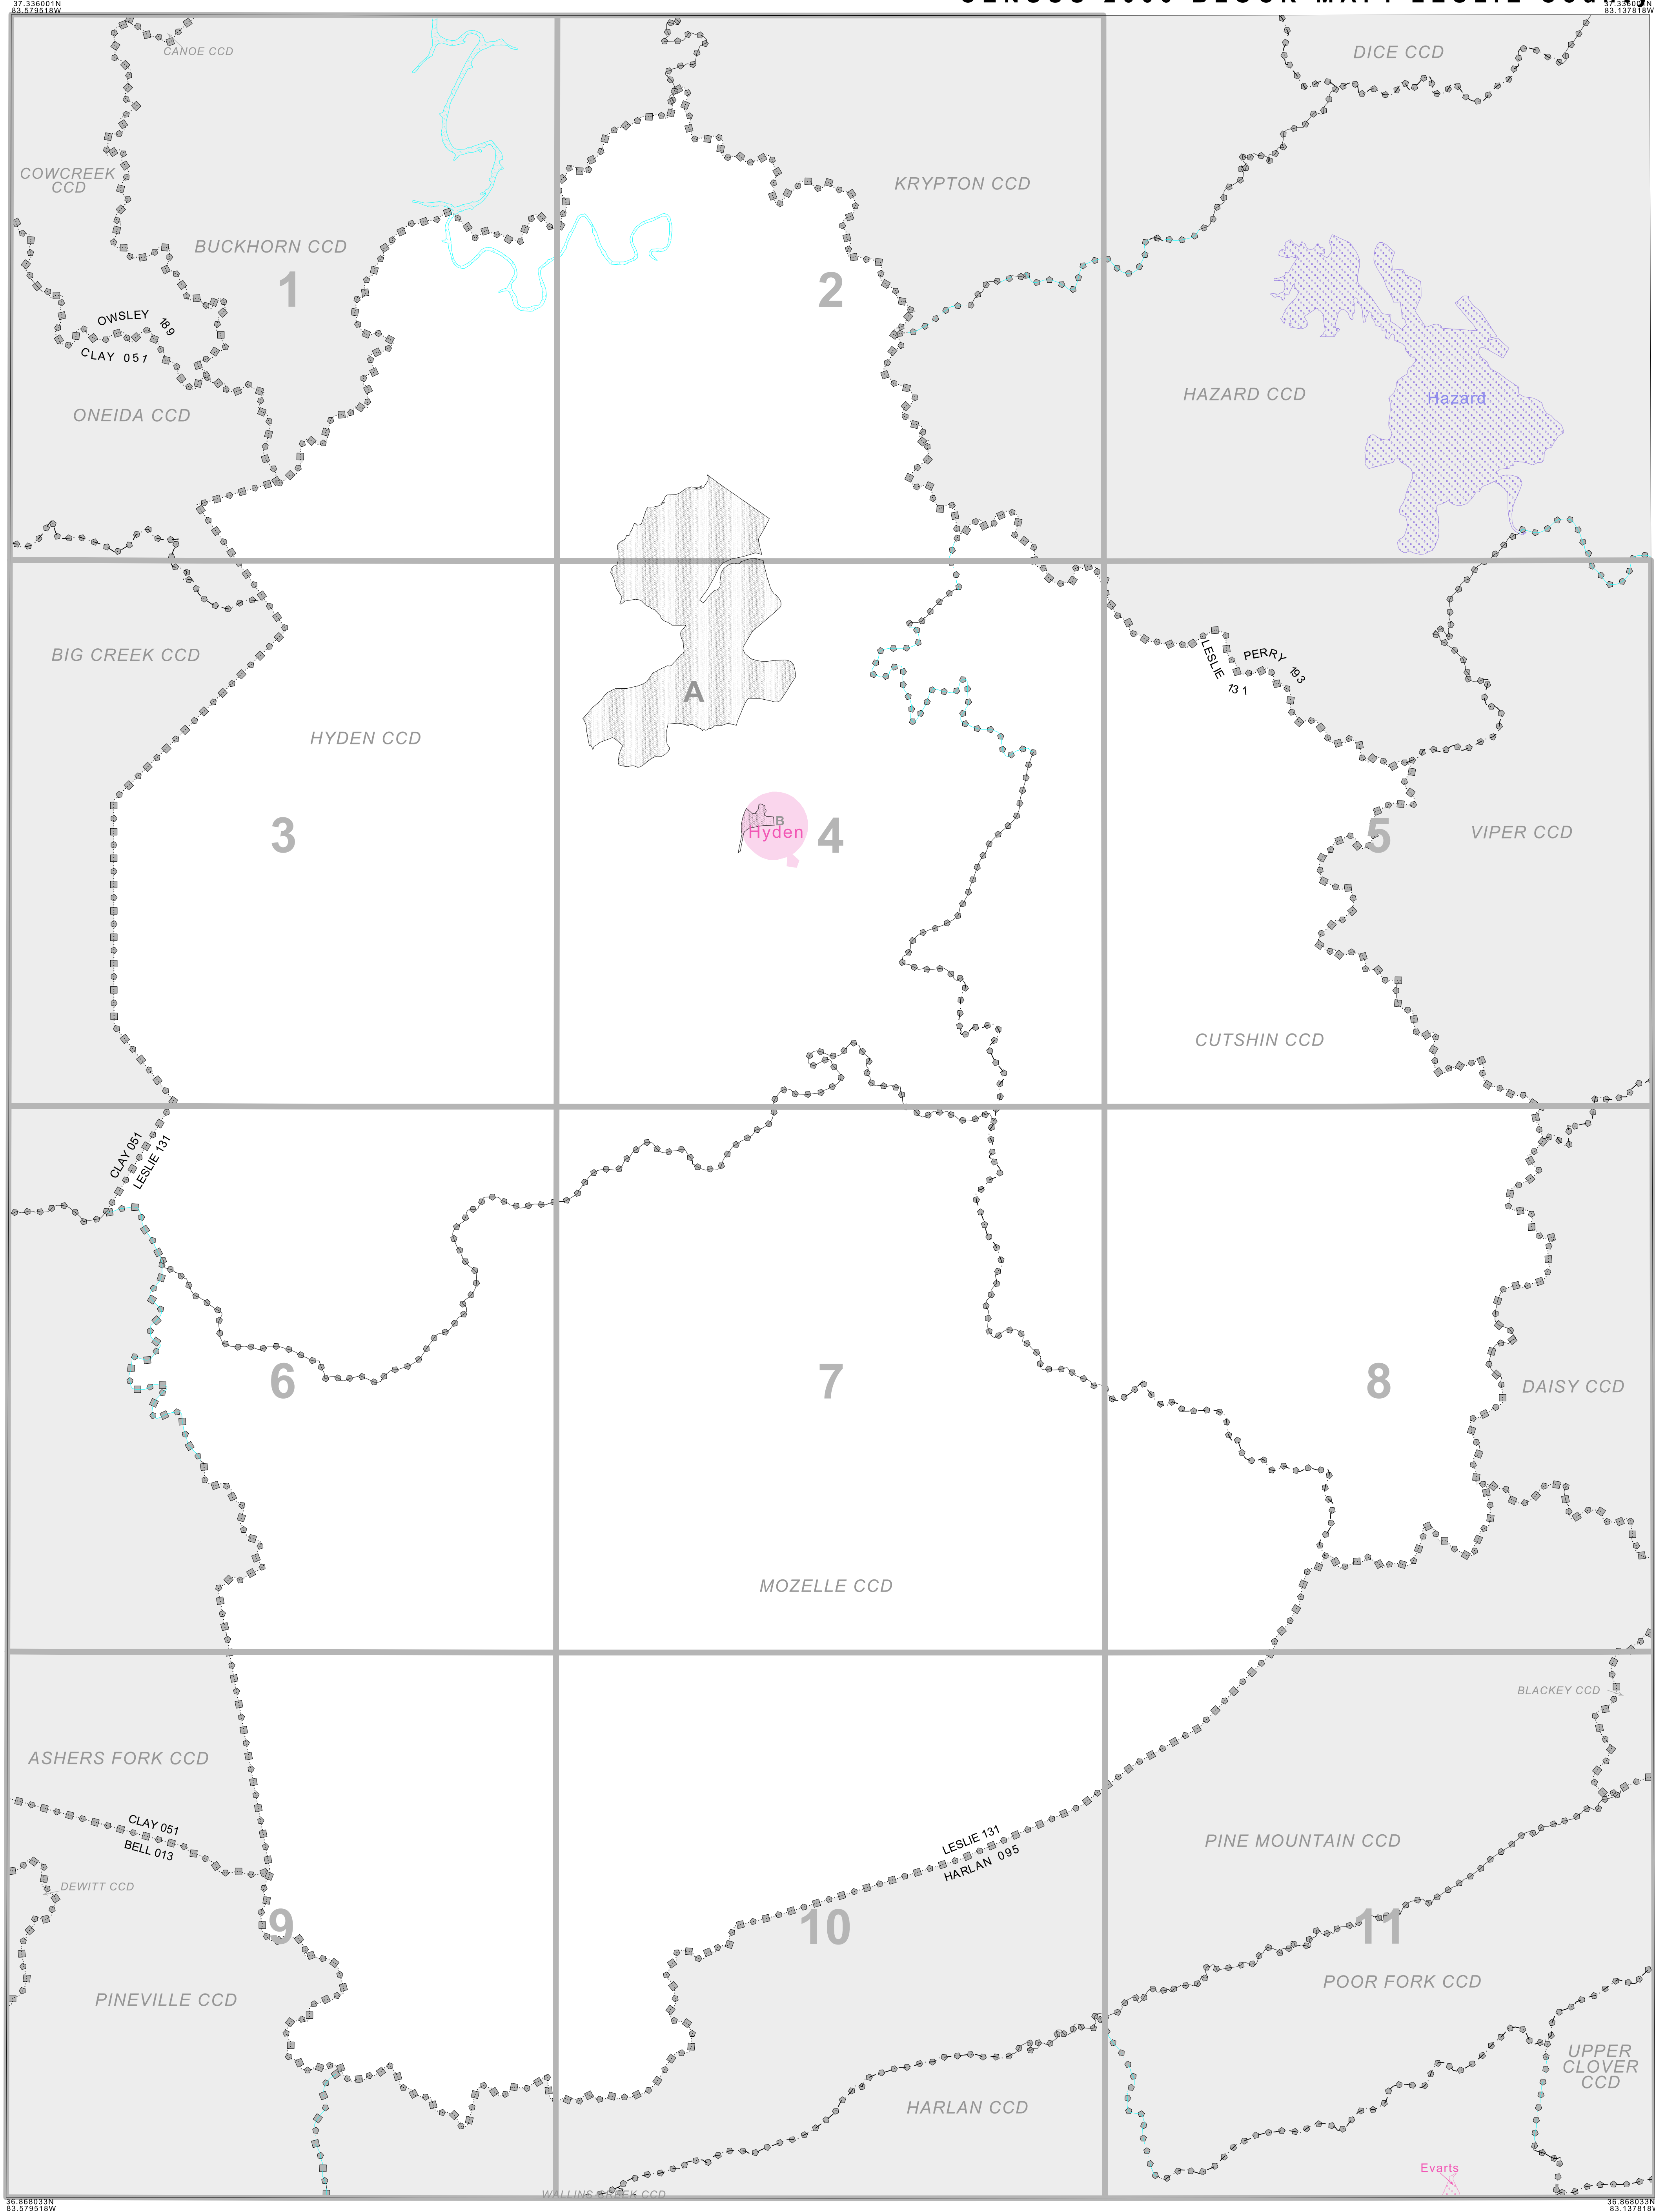 37.336001N
83.579518W
83.137818W
CANOE CCD
DICE CCD
COWCREEK
CCD
KRYPTON CCD
BUCKHORN CCD
1
2
OWSLEY 189
CLAY 051
HAZARD CCD
Hazard
ONEIDA CCD
BIG CREEK CCD
PERRY 193
LESLIE 131
A
HYDEN CCD
B
Hyden
3
4
5
VIPER CCD
CUTSHIN CCD
CLAY 051
LESLIE 131
6
7
8
DAISY CCD
MOZELLE CCD
BLACKEY CCD
ASHERS FORK CCD
CLAY 051
BELL 013
LESLIE 131
HARLAN 095
PINE MOUNTAIN CCD
DEWITT CCD
9
10
11
POOR FORK CCD
PINEVILLE CCD
UPPER
CLOVER
CCD
HARLAN CCD
Evarts
WALLINS CREEK CCD
36.868033N
83.579518W
36.868033N
83.137818W